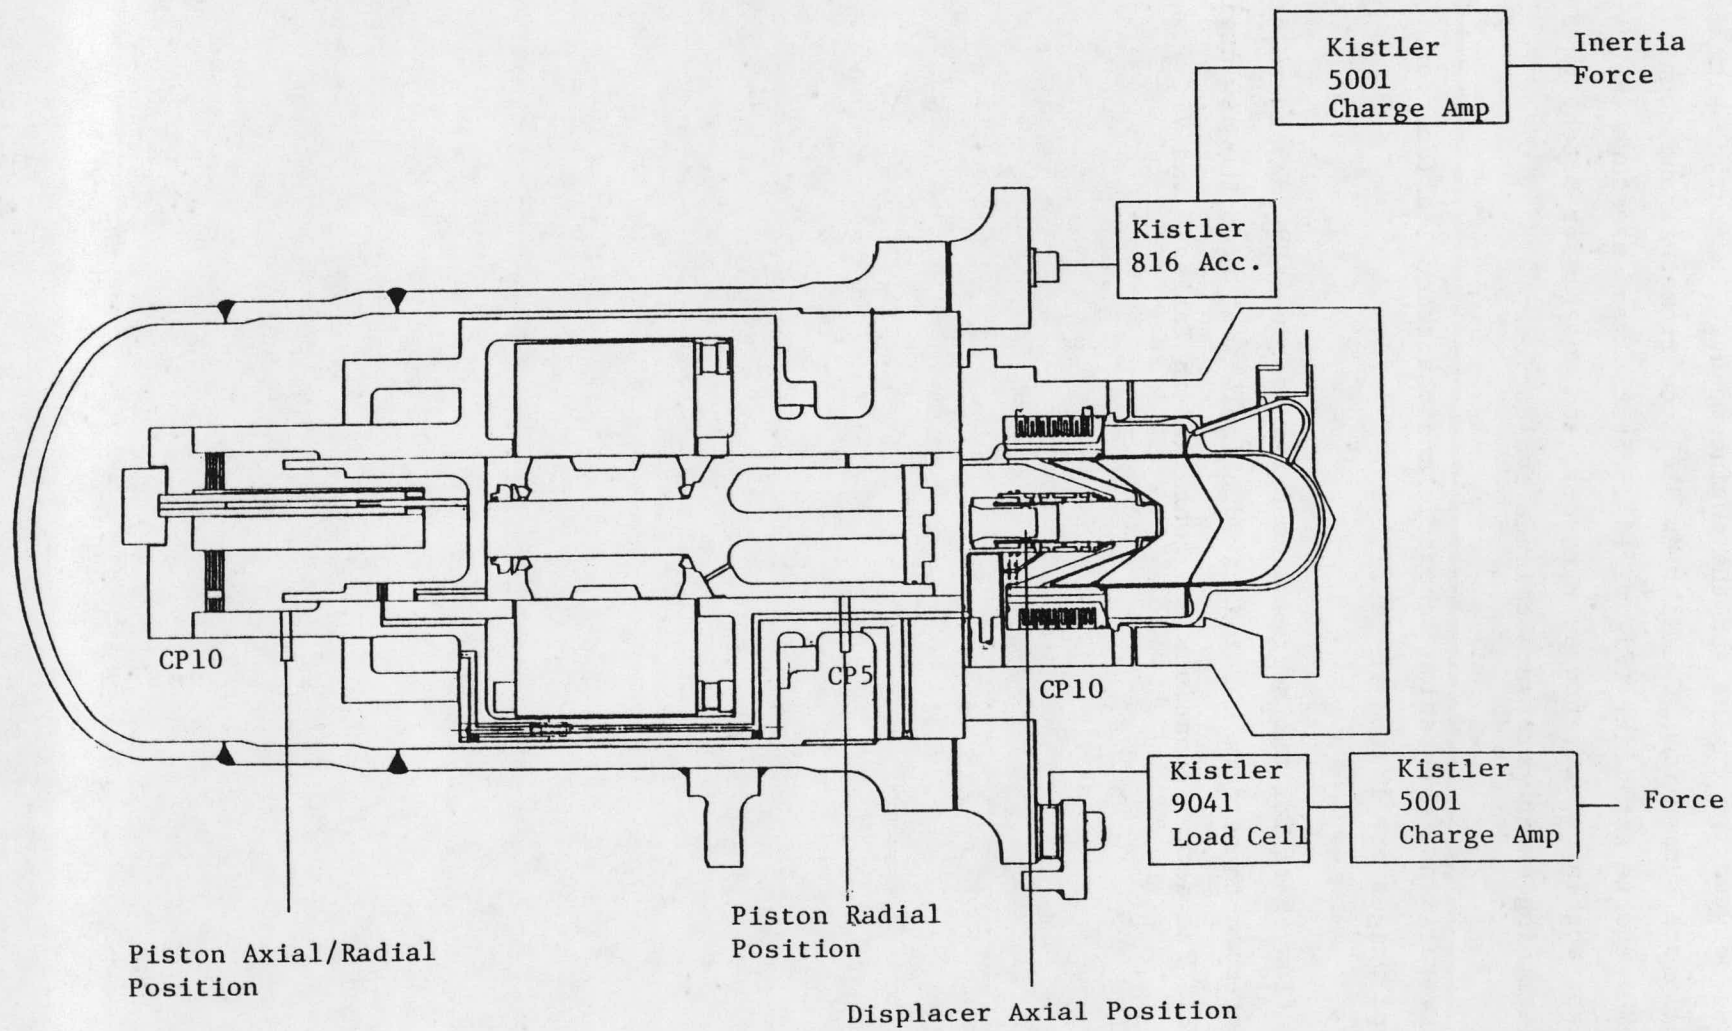 Kistler
5001
Charge Amp
Inertia
Force
Kistler
816 Acc.
CP10
CP5
CP10
Kistler
9041
Load Cell
Kistler
5001
Charge Amp
Force
Piston Radial
Position
Piston Axial/Radial
Position
Displacer Axial Position